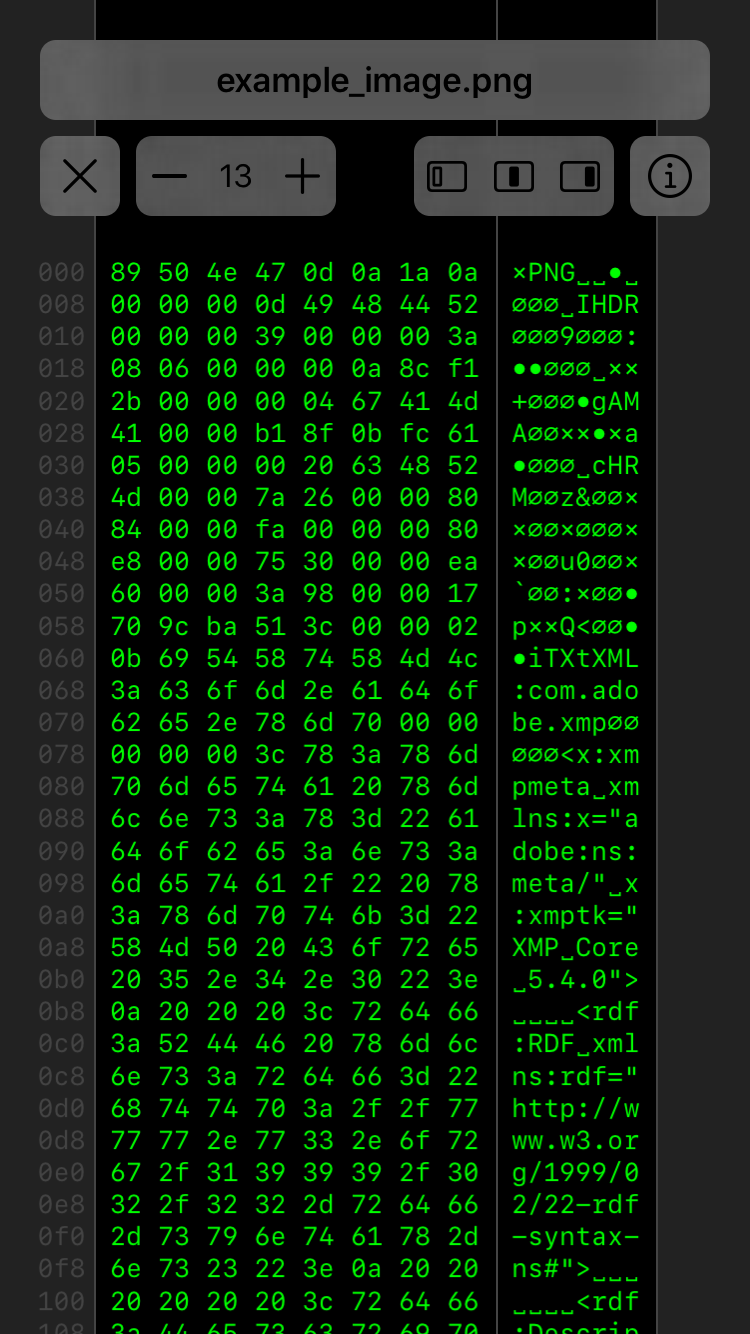 example_image.png
13
000 89 50 4e 47 0d 0a 1a 0a ×PNG␣␣•␣
008 00 00 00 0d 49 48 44 52 ∅∅∅␣IHDR
010 00 00 00 39 00 00 00 3a ∅∅∅9∅∅∅:
018 08 06 00 00 00 0a 8c f1 ••∅∅∅␣××
020 2b 00 00 00 04 67 41 4d +∅∅∅•gAM
028 41 00 00 b1 8f 0b fc 61 A∅∅××•×a
030 05 00 00 00 20 63 48 52 •∅∅∅␣cHR
038 4d 00 00 7a 26 00 00 80 M∅∅z&∅∅×
040 84 00 00 fa 00 00 00 80 ×∅∅×∅∅∅×
048 e8 00 00 75 30 00 00 ea ×∅∅u0∅∅×
050 60 00 00 3a 98 00 00 17 `∅∅:×∅∅•
058 70 9c ba 51 3c 00 00 02 p××Q<∅∅•
060 0b 69 54 58 74 58 4d 4c •iTXtXML
068 3a 63 6f 6d 2e 61 64 6f :com.ado
070 62 65 2e 78 6d 70 00 00 be.xmp∅∅
078 00 00 00 3c 78 3a 78 6d ∅∅∅<x:xm
080 70 6d 65 74 61 20 78 6d pmeta␣xm
088 6c 6e 73 3a 78 3d 22 61 lns:x="a
090 64 6f 62 65 3a 6e 73 3a dobe:ns:
098 6d 65 74 61 2f 22 20 78 meta/"␣x
0a0 3a 78 6d 70 74 6b 3d 22 :xmptk="
0a8 58 4d 50 20 43 6f 72 65 XMP␣Core
0b0 20 35 2e 34 2e 30 22 3e ␣5.4.0">
0b8 0a 20 20 20 3c 72 64 66 ␣␣␣␣<rdf
0c0 3a 52 44 46 20 78 6d 6c :RDF␣xml
0c8 6e 73 3a 72 64 66 3d 22 ns:rdf="
0d0 68 74 74 70 3a 2f 2f 77 http://w
0d8 77 77 2e 77 33 2e 6f 72 ww.w3.or
0e0 67 2f 31 39 39 39 2f 30 g/1999/0
0e8 32 2f 32 32 2d 72 64 66 2/22-rdf
0f0 2d 73 79 6e 74 61 78 2d -syntax-
0f8 6e 73 23 22 3e 0a 20 20 ns#">␣␣␣
100 20 20 20 20 3c 72 64 66 ␣␣␣␣<rdf
108 3a 44 65 73 63 72 69 70 :Descrip